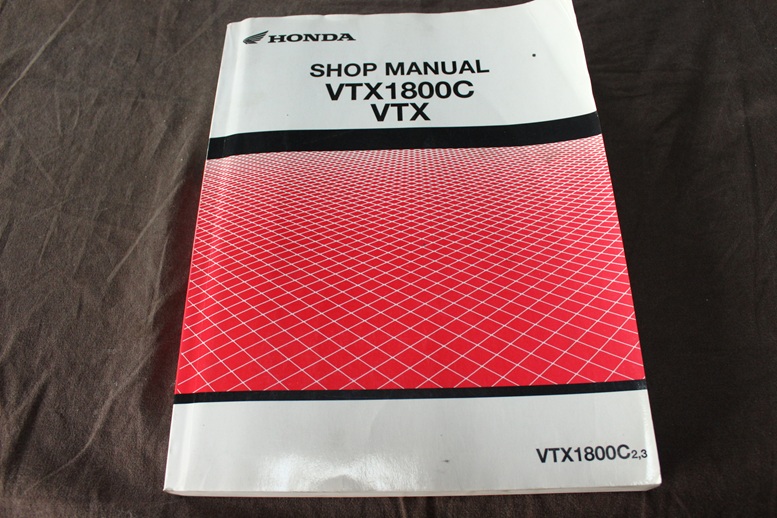 HONDA
SHOP MANUAL
VTX1800C
VTX
VTX1800C2,3